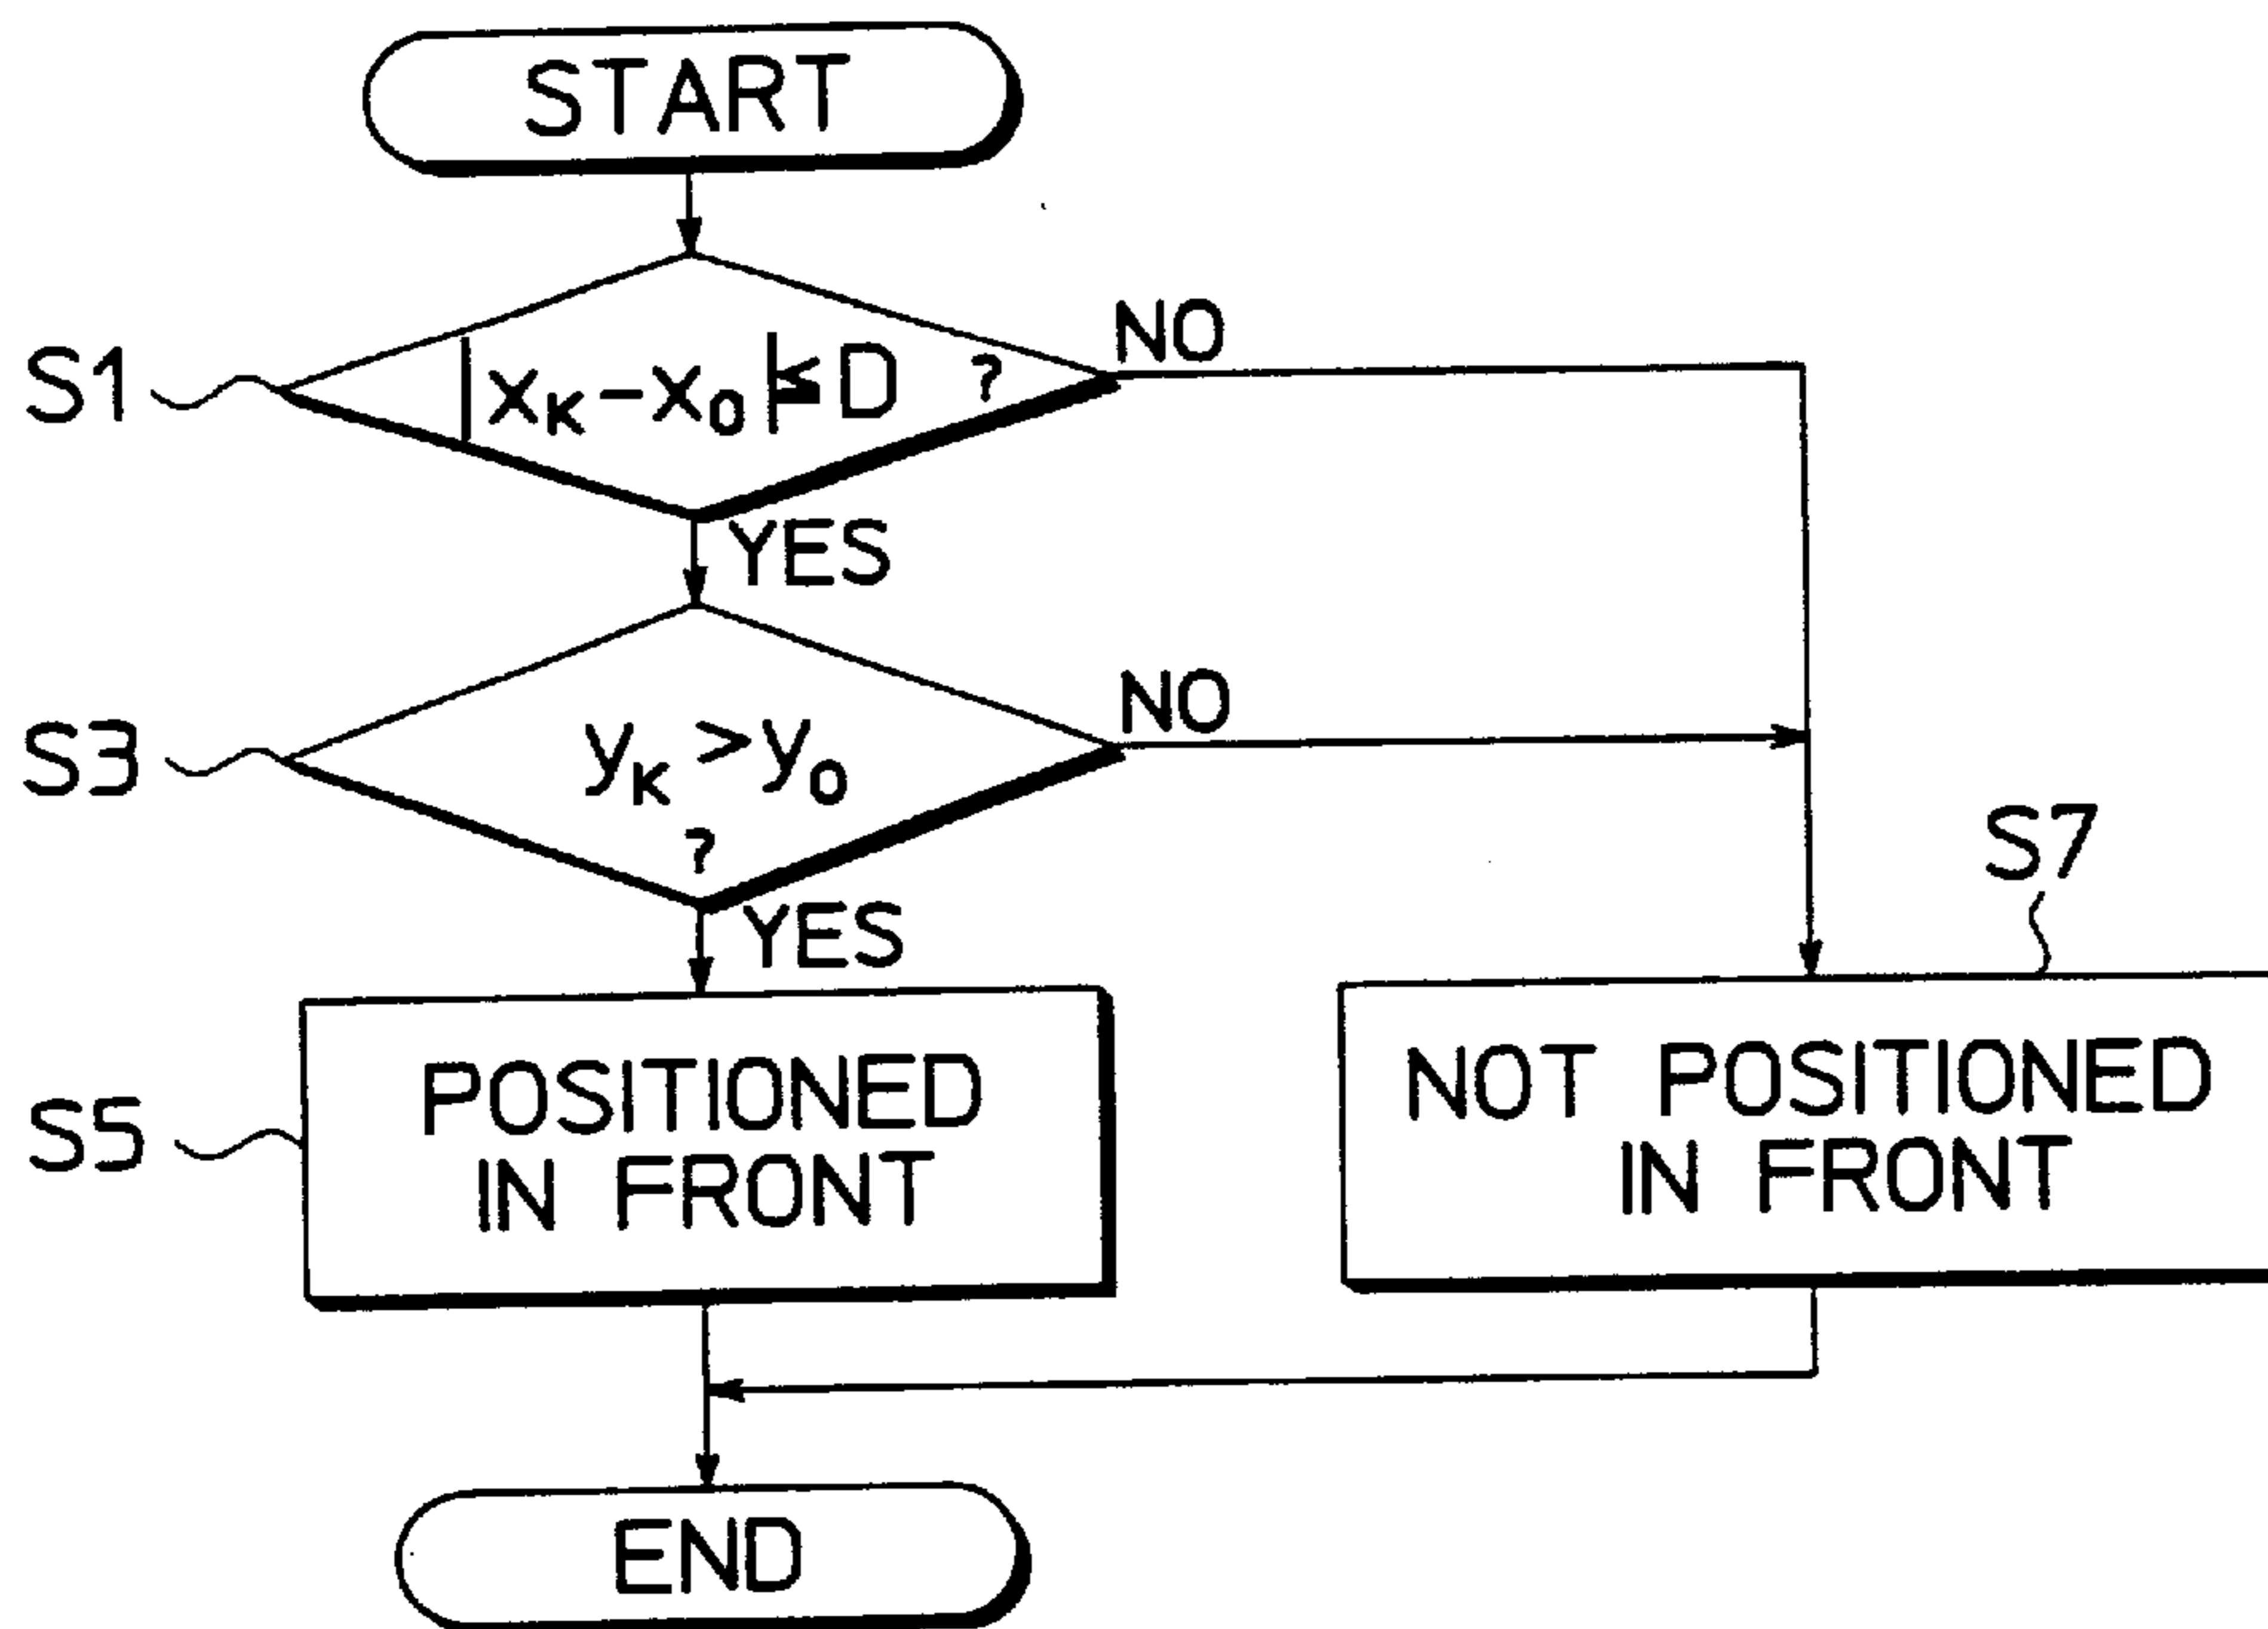 START
S1
|xK-x0|≦D ?
NO
YES
S3
yK>y0
?
NO
YES
S7
S5
POSITIONED
IN FRONT
NOT POSITIONED
IN FRONT
END